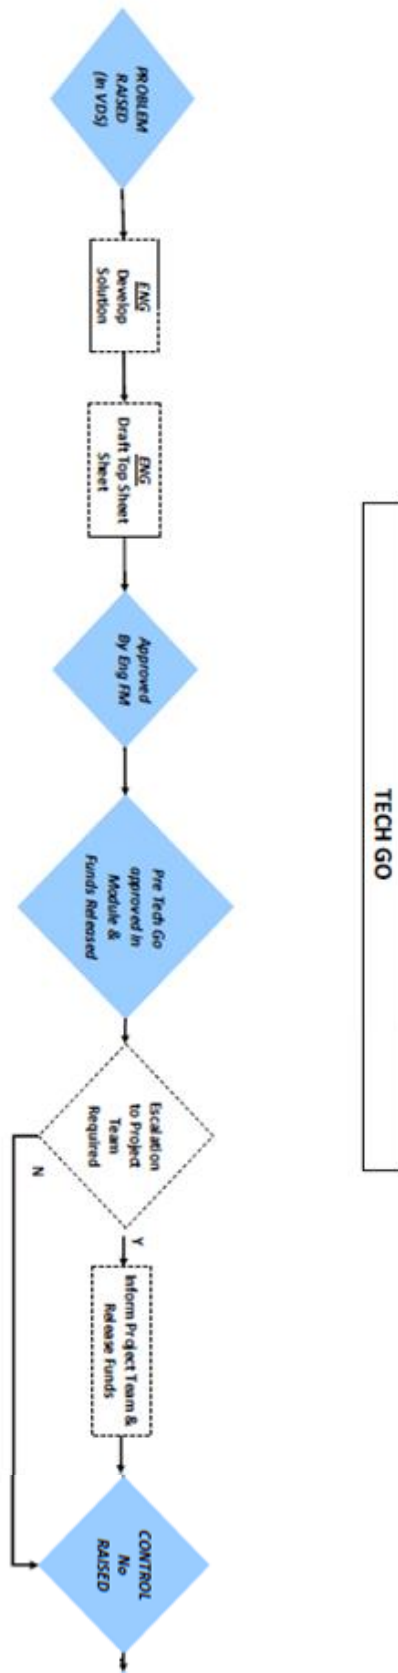 TECH GO
PROBLEM
RAISED
(In VDS)
ENG
Develop
Solution
ENG
Draft Top Sheet
Sheet
Approved
By Eng FM
Pre Tech Go
approved in
Module &
Funds Released
Escalation
to Project
Team
Required
Y
N
Inform Project Team &
Release Funds
CONTROL
No
RAISED